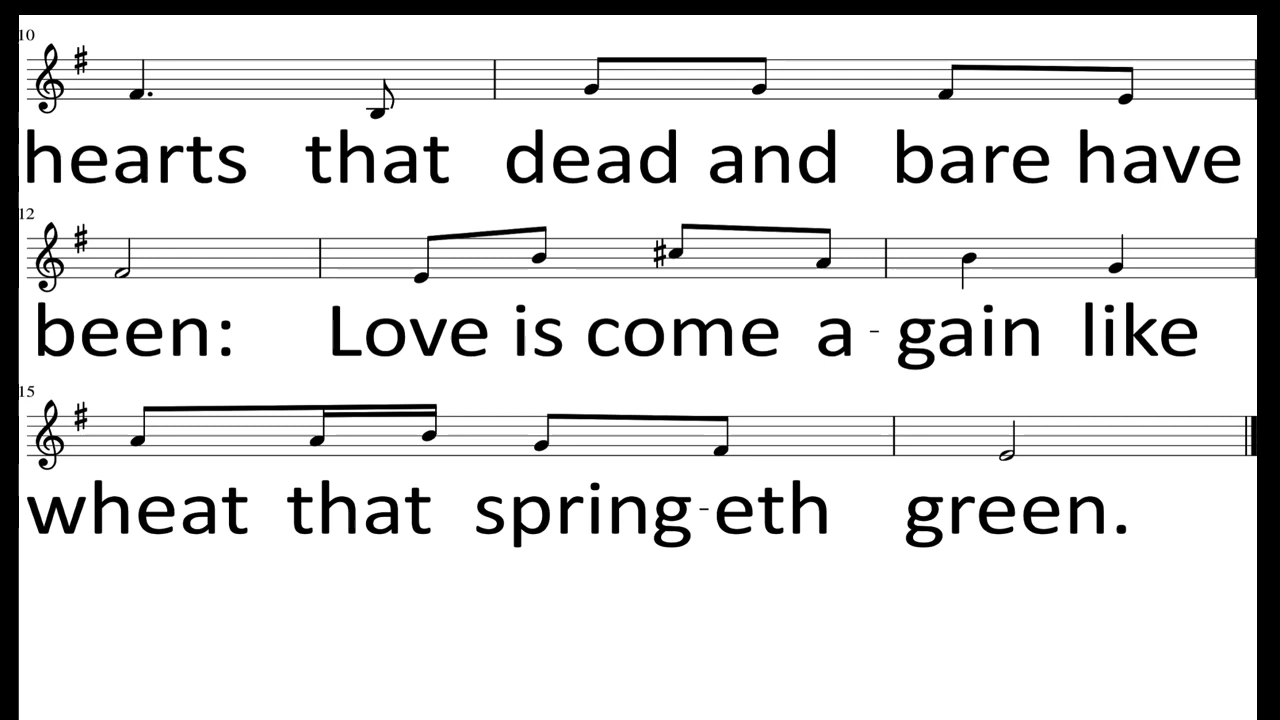 10
hearts that dead and bare have
12
been: Love is come a - gain like
15
wheat that spring-eth green.